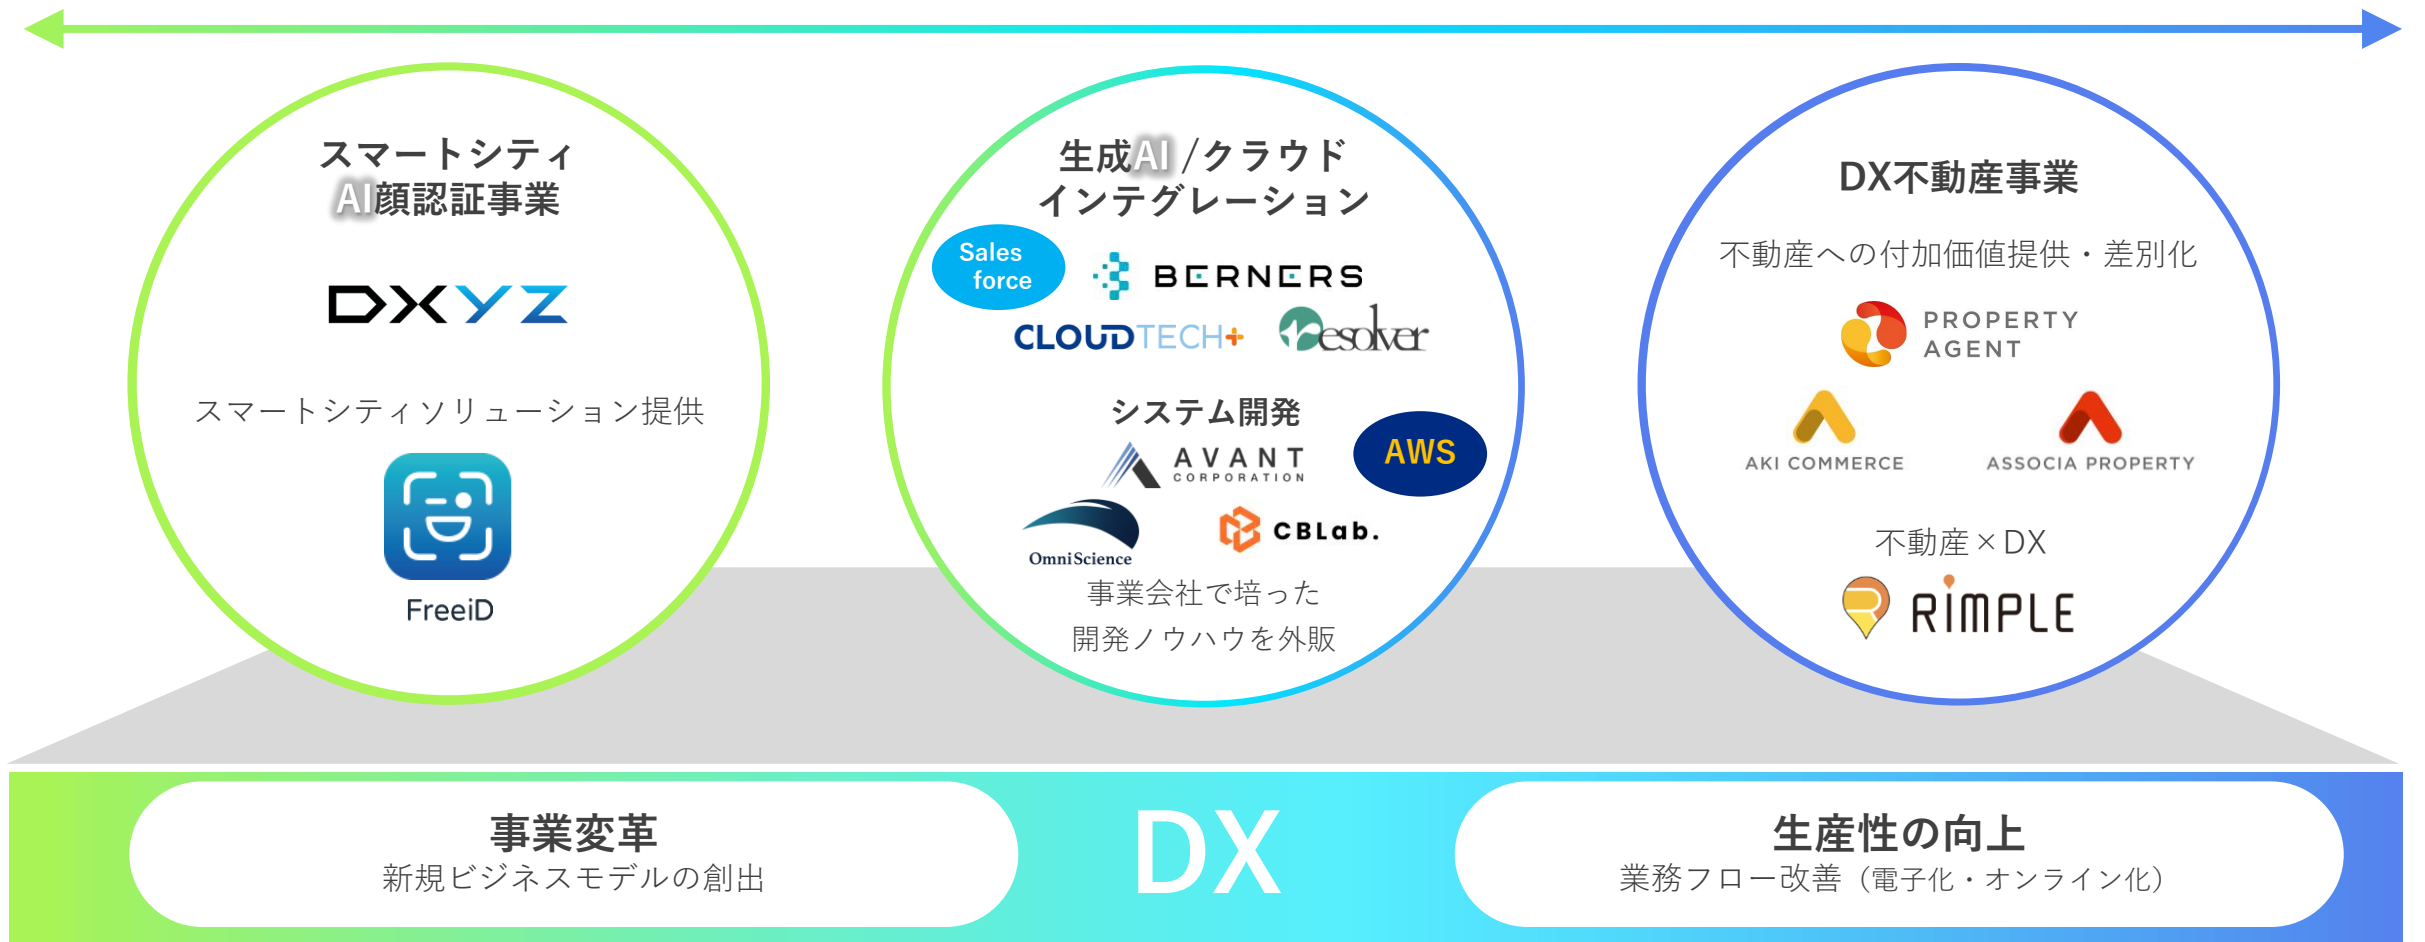 スマートシティ
AI顔認証事業
DXYZ
スマートシティソリューション提供
FreeiD
生成AI /クラウド
インテグレーション
Sales
force
BERNERS
CLOUDTECH+
Resolver
システム開発
AVANT
CORPORATION
AWS
OmniScience
CBLab.
事業会社で培った
開発ノウハウを外販
DX不動産事業
不動産への付加価値提供・差別化
PROPERTY
AGENT
AKI COMMERCE
ASSOCIA PROPERTY
不動産×DX
RIMPLE
事業変革
新規ビジネスモデルの創出
DX
生産性の向上
業務フロー改善（電子化・オンライン化）